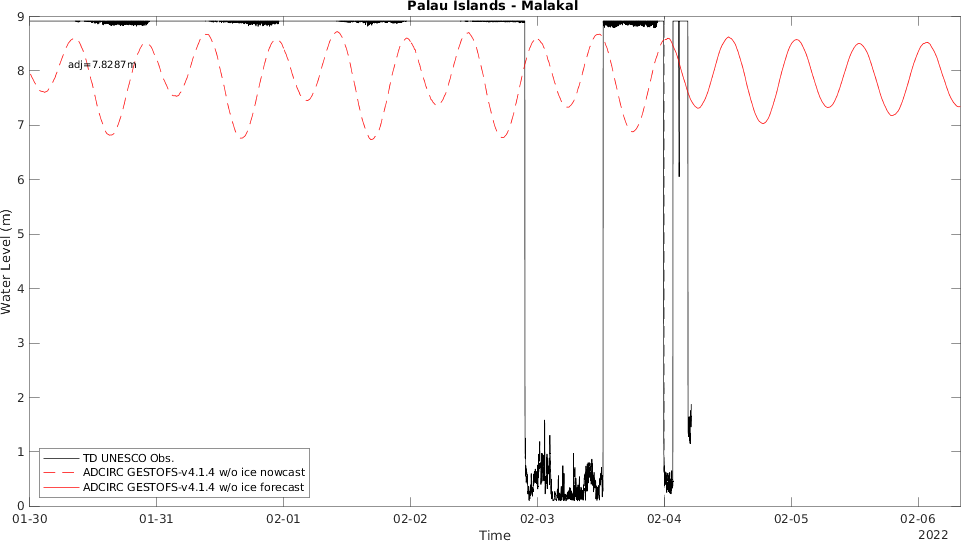 Palau Islands - Malakal
9
8
7
6
5
4
3
2
1
0
Water Level (m)
adj=7.8287m
TD UNESCO Obs.
ADCIRC GESTOFS-v4.1.4 w/o ice nowcast
ADCIRC GESTOFS-v4.1.4 w/o ice forecast
01-30 01-31 02-01 02-02 02-03 02-04 02-05 02-06
Time
2022